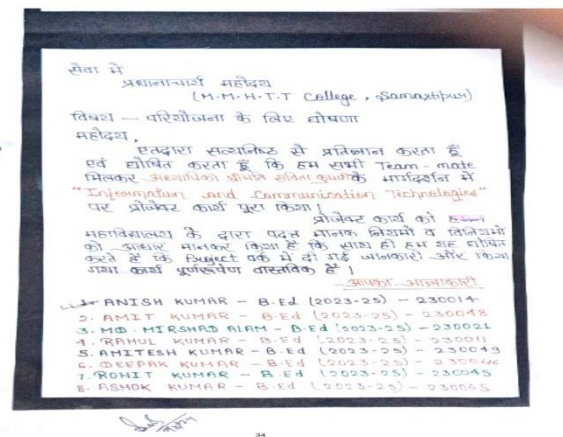 सेवा में
प्रधानाचार्य महोदय
(M.M.H.T.T College, Samastipur)
विषय — परियोजना के लिए घोषणा
महोदय,
एतद्वारा सत्यनिष्ठ से प्रतिज्ञान करता हूँ
एवं घोषित करता हूँ कि हम सभी Team-mate
मिलकर अध्यापिका श्रीमति सविता कुमारी के मार्गदर्शन में
"Information and Communication Technologies"
पर प्रोजेक्ट कार्य पूरा किया।
प्रोजेक्ट कार्य को
महाविद्यालय के द्वारा प्रदत्त मानक नियमों व विनियमों
को आधार मानकर किया है कि साथ ही हम यह घोषित
करते हैं कि Project वर्क में दी गई जानकारी और किया
गया कार्य पूर्णरूपेण वास्तविक है।
आपका आज्ञाकारी
1. ANISH KUMAR - B.Ed (2023-25) - 230014
2. AMIT KUMAR - B.Ed (2023-25) - 230048
3. MD. MIRSHAD ALAM - B.Ed (2023-25) - 230021
4. RAHUL KUMAR - B.Ed (2023-25) - 230011
5. AMITESH KUMAR - B.Ed (2023-25) - 230049
6. DEEPAK KUMAR - B.Ed (2023-25) -
7. ROHIT KUMAR - B.Ed (2023-25) - 230045
8. ASHOK KUMAR - B.Ed (2023-25) - 230065
34